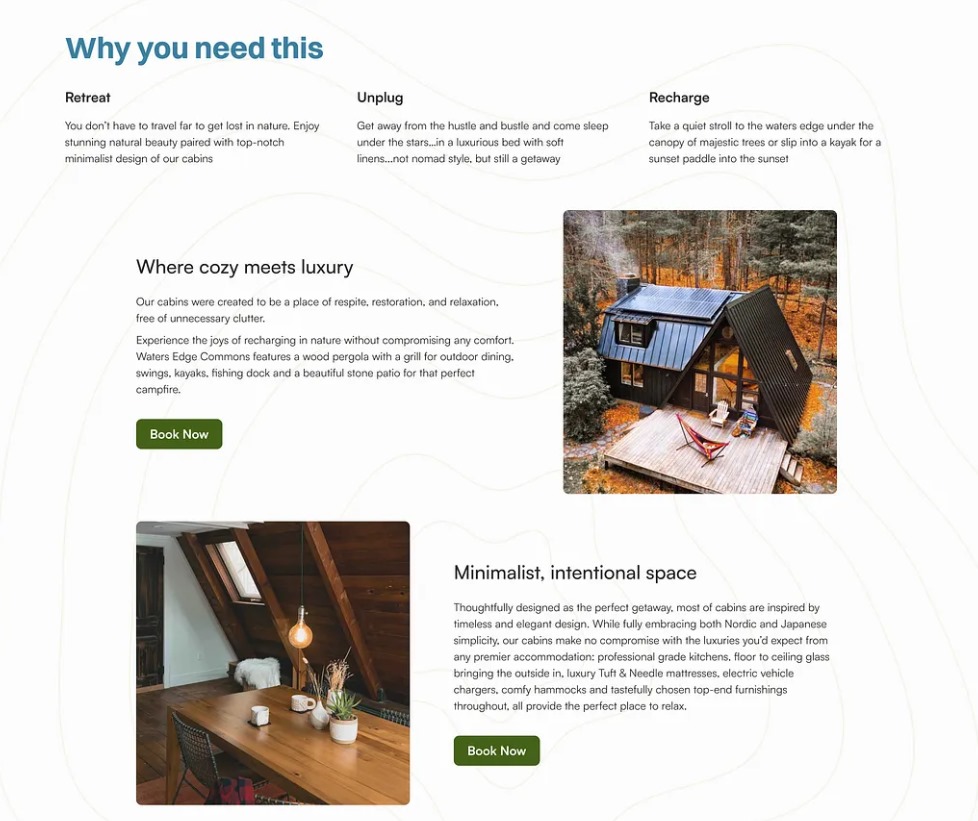 Why you need this
Retreat
You don't have to travel far to get lost in nature. Enjoy
stunning natural beauty paired with top-notch
minimalist design of our cabins
Unplug
Get away from the hustle and bustle and come sleep
under the stars...in a luxurious bed with soft
linens...not nomad style, but still a getaway
Recharge
Take a quiet stroll to the waters edge under the
canopy of majestic trees or slip into a kayak for a
sunset paddle into the sunset
Where cozy meets luxury
Our cabins were created to be a place of respite, restoration, and relaxation,
free of unnecessary clutter.
Experience the joys of recharging in nature without compromising any comfort.
Waters Edge Commons features a wood pergola with a grill for outdoor dining,
swings, kayaks, fishing dock and a beautiful stone patio for that perfect
campfire.
Book Now
Minimalist, intentional space
Thoughtfully designed as the perfect getaway, most of cabins are inspired by
timeless and elegant design. While fully embracing both Nordic and Japanese
simplicity, our cabins make no compromise with the luxuries you'd expect from
any premier accommodation: professional grade kitchens, floor to ceiling glass
bringing the outside in, luxury Tuft & Needle mattresses, electric vehicle
chargers, comfy hammocks and tastefully chosen top-end furnishings
throughout, all provide the perfect place to relax.
Book Now